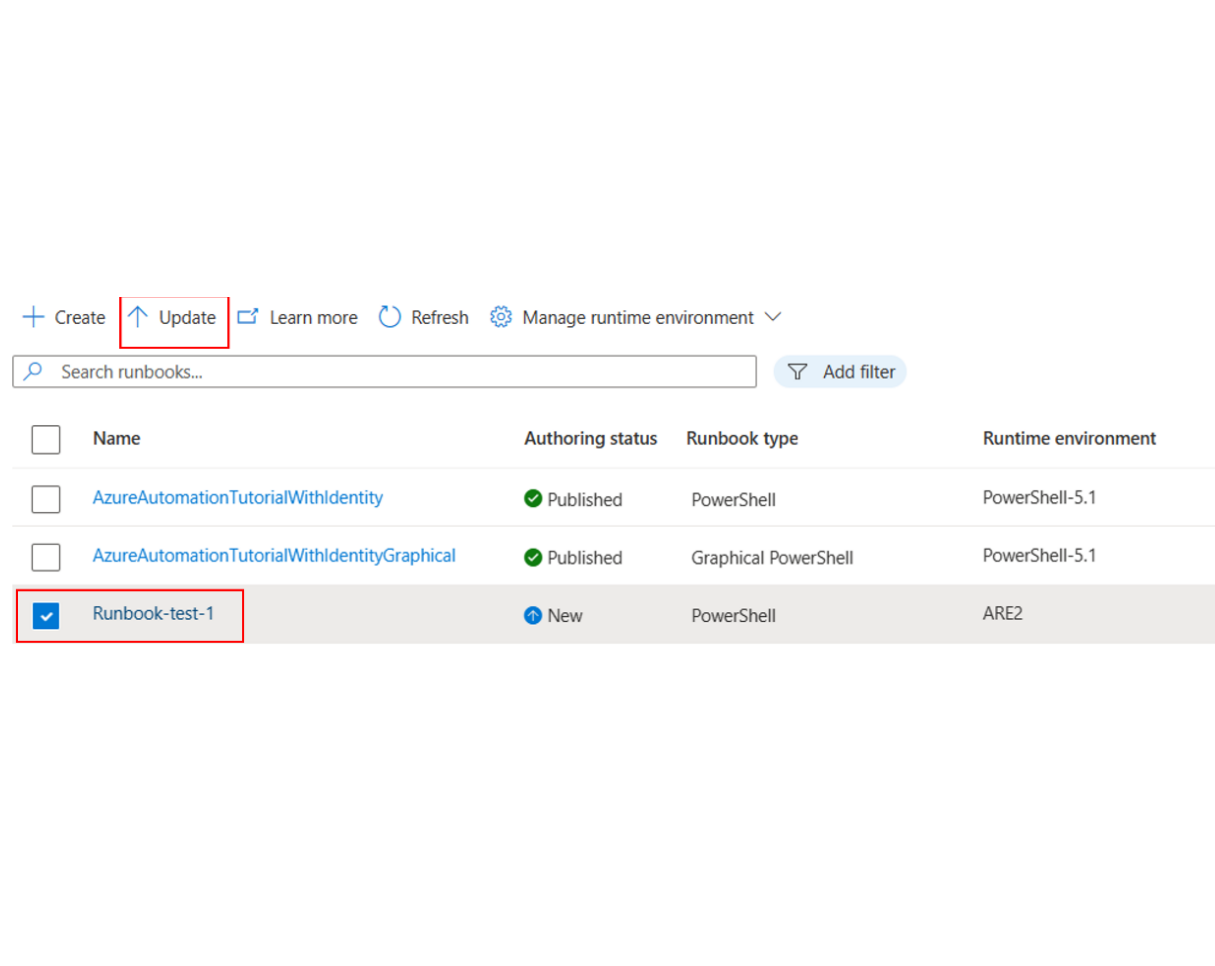 Create Update Learn more Refresh Manage runtime environment
Search runbooks... Add filter
Name Authoring status Runbook type Runtime environment
AzureAutomationTutorialWithIdentity Published PowerShell PowerShell-5.1
AzureAutomationTutorialWithIdentityGraphical Published Graphical PowerShell PowerShell-5.1
Runbook-test-1 New PowerShell ARE2